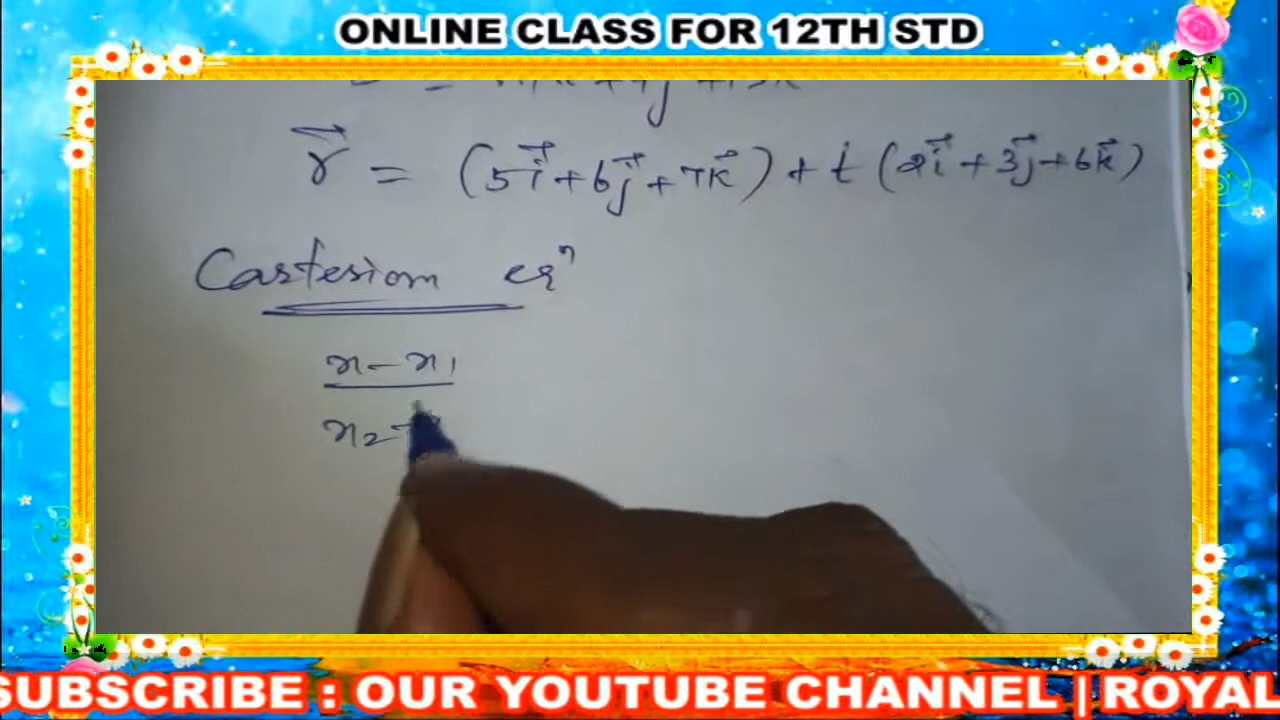 ONLINE CLASS FOR 12TH STD
r⃗ = (5i⃗ + 6j⃗ + 7k⃗) + t (2i⃗ + 3j⃗ + 6k⃗)
Cartesian eqⁿ
x - x₁
x₂ -
SUBSCRIBE : OUR YOUTUBE CHANNEL | ROYAL